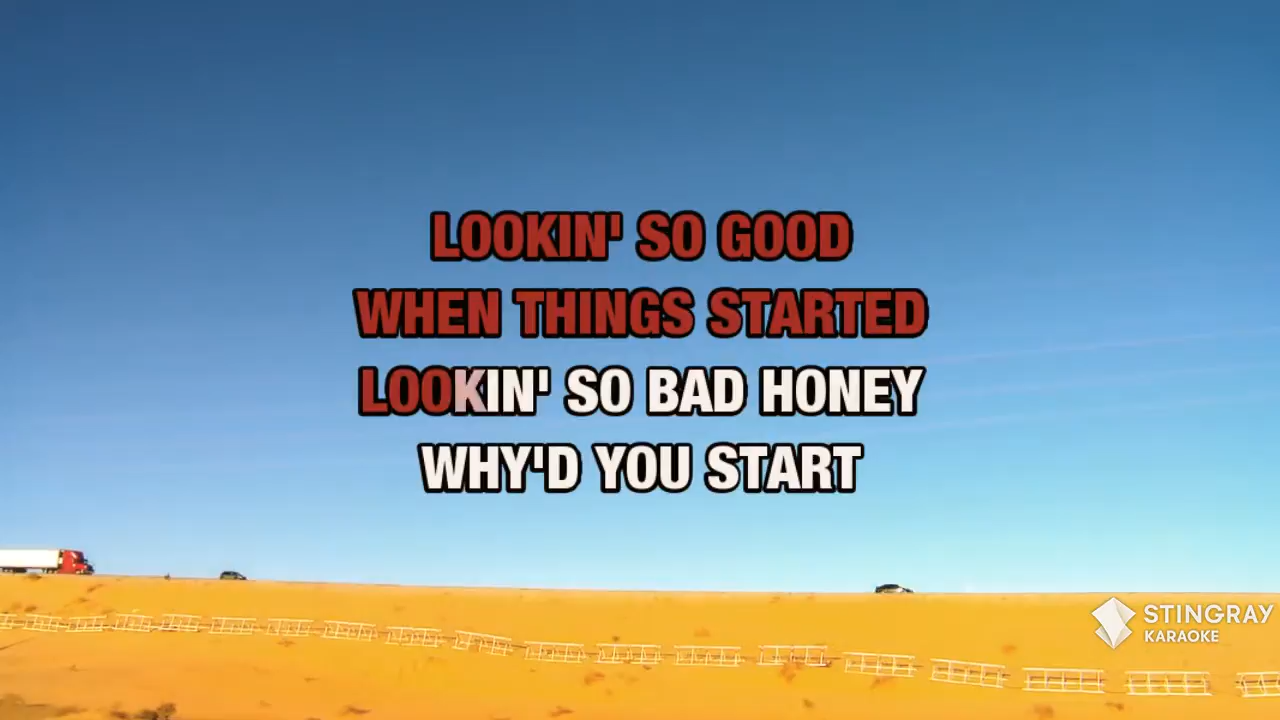 LOOKIN' SO GOOD
WHEN THINGS STARTED
LOOKIN' SO BAD HONEY
WHY'D YOU START
STINGRAY
KARAOKE